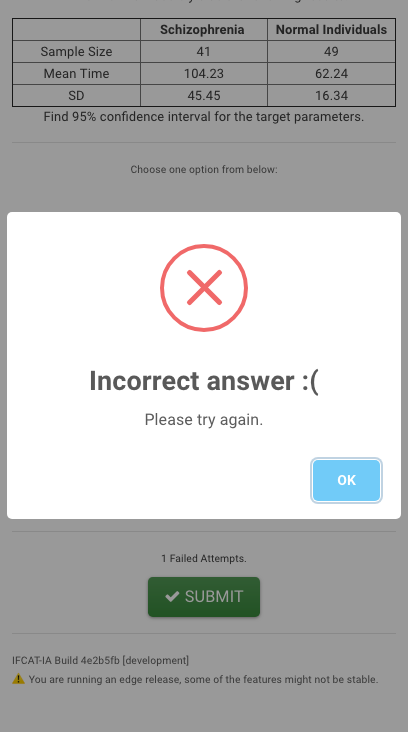 Schizophrenia Normal Individuals
Sample Size 41 49
Mean Time 104.23 62.24
SD 45.45 16.34
Find 95% confidence interval for the target parameters.
Choose one option from below:
Incorrect answer :(
Please try again.
OK
1 Failed Attempts.
✔ SUBMIT
IFCAT-IA Build 4e2b5fb [development]
⚠️ You are running an edge release, some of the features might not be stable.